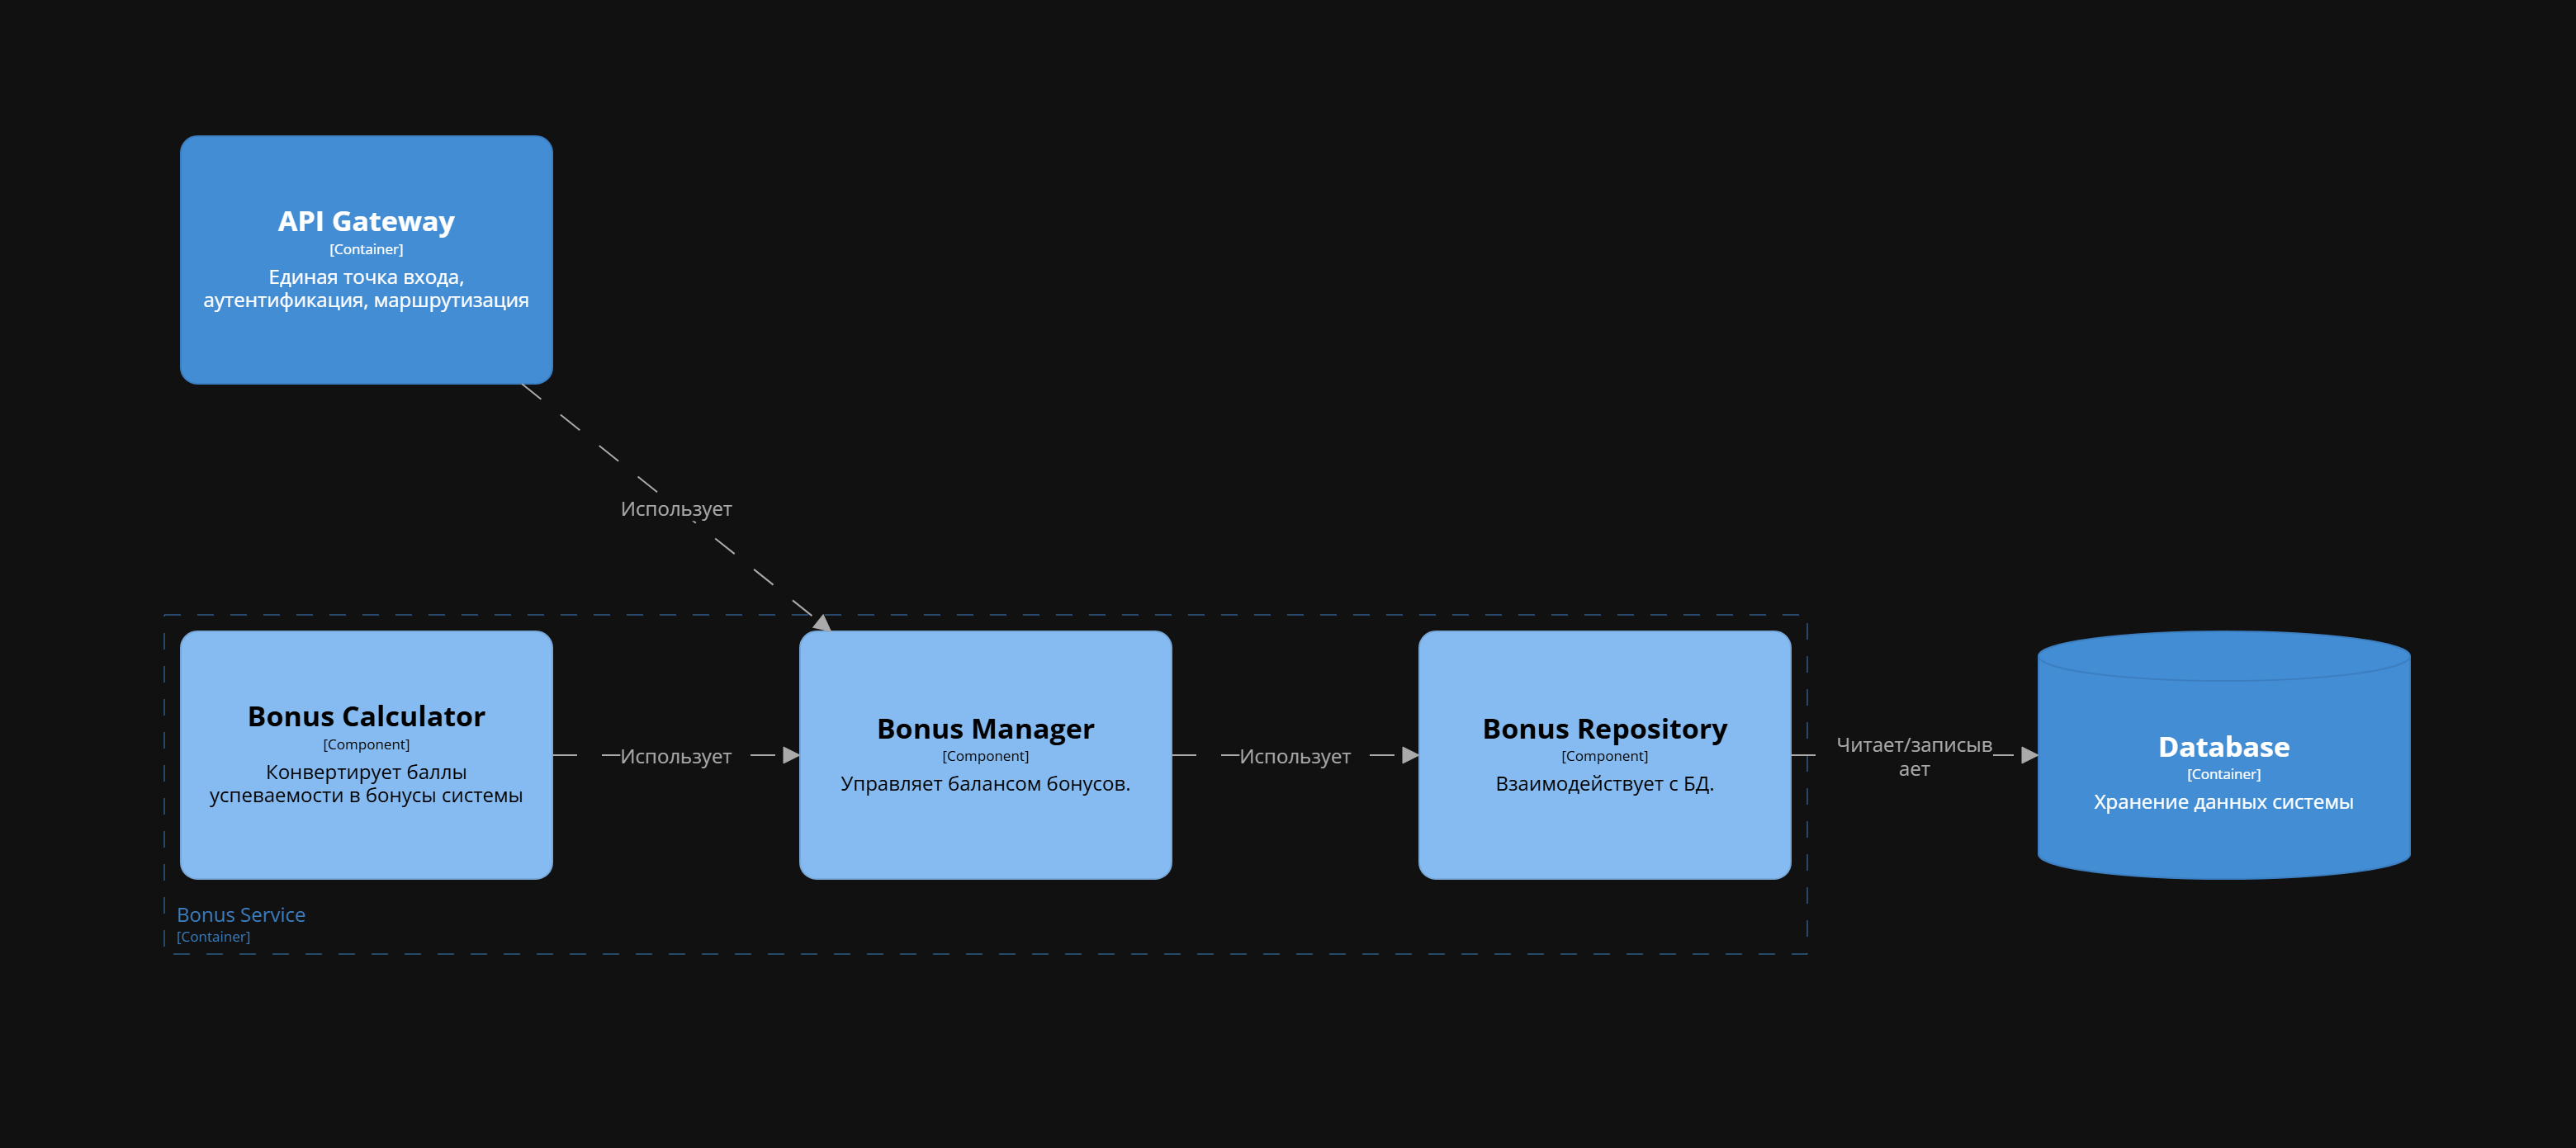 API Gateway
[Container]
Единая точка входа,
аутентификация, маршрутизация
Использует
Bonus Calculator
[Component]
Конвертирует баллы
успеваемости в бонусы системы
Использует
Bonus Manager
[Component]
Управляет балансом бонусов.
Использует
Bonus Repository
[Component]
Взаимодействует с БД.
Читает/записыв
ает
Database
[Container]
Хранение данных системы
Bonus Service
[Container]